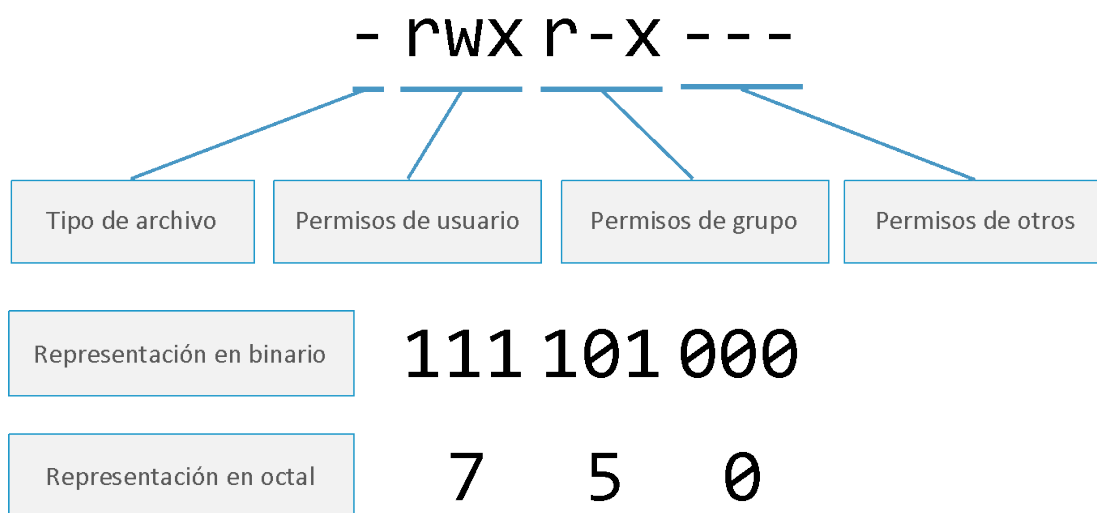 - rwx r-x ---
Tipo de archivo
Permisos de usuario
Permisos de grupo
Permisos de otros
Representación en binario
111 101 000
Representación en octal
7 5 0